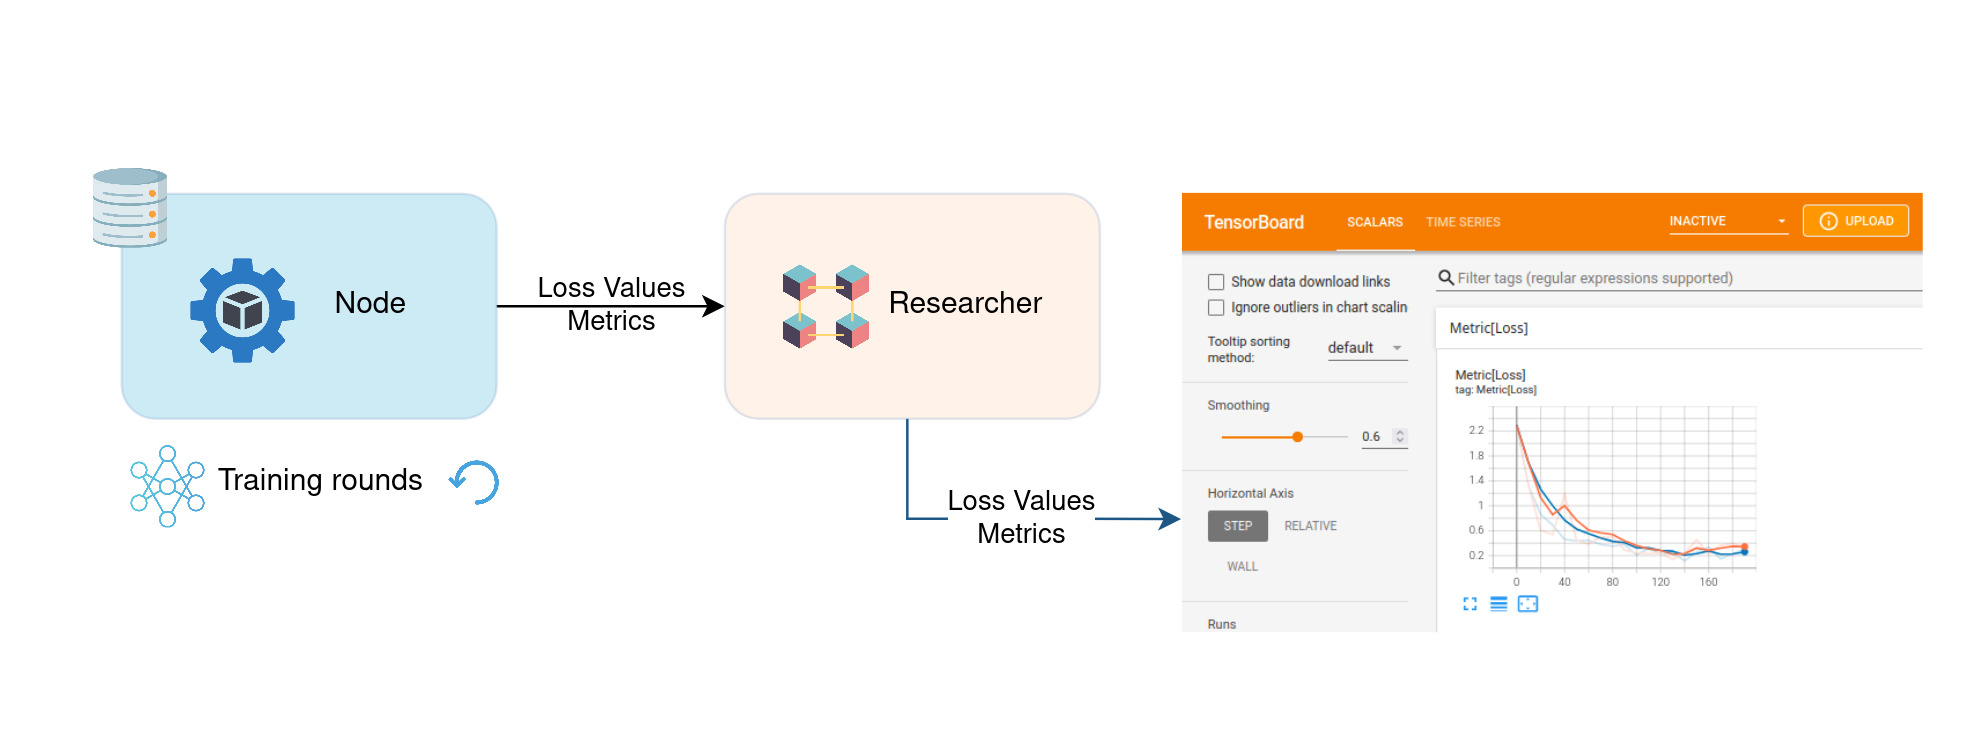 Node
Loss Values
Metrics
Researcher
Training rounds
Loss Values
Metrics
TensorBoard
SCALARS
TIME SERIES
INACTIVE
UPLOAD
Show data download links
Ignore outliers in chart scalin
Tooltip sorting
method:
default
Smoothing
0.6
Horizontal Axis
STEP
RELATIVE
WALL
Runs
Filter tags (regular expressions supported)
Metric[Loss]
Metric[Loss]
tag: Metric[Loss]
2.2
1.8
1.4
1
0.6
0.2
0 40 80 120 160